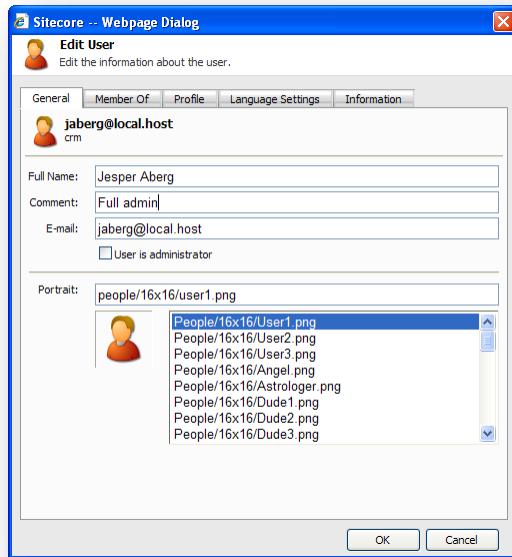 Sitecore -- Webpage Dialog
Edit User
Edit the information about the user.
General Member Of Profile Language Settings Information
jaberg@local.host
crm
Full Name: Jesper Aberg
Comment: Full admin
E-mail: jaberg@local.host
User is administrator
Portrait: people/16x16/user1.png
People/16x16/User1.png
People/16x16/User2.png
People/16x16/User3.png
People/16x16/Angel.png
People/16x16/Astrologer.png
People/16x16/Dude1.png
People/16x16/Dude2.png
People/16x16/Dude3.png
OK Cancel